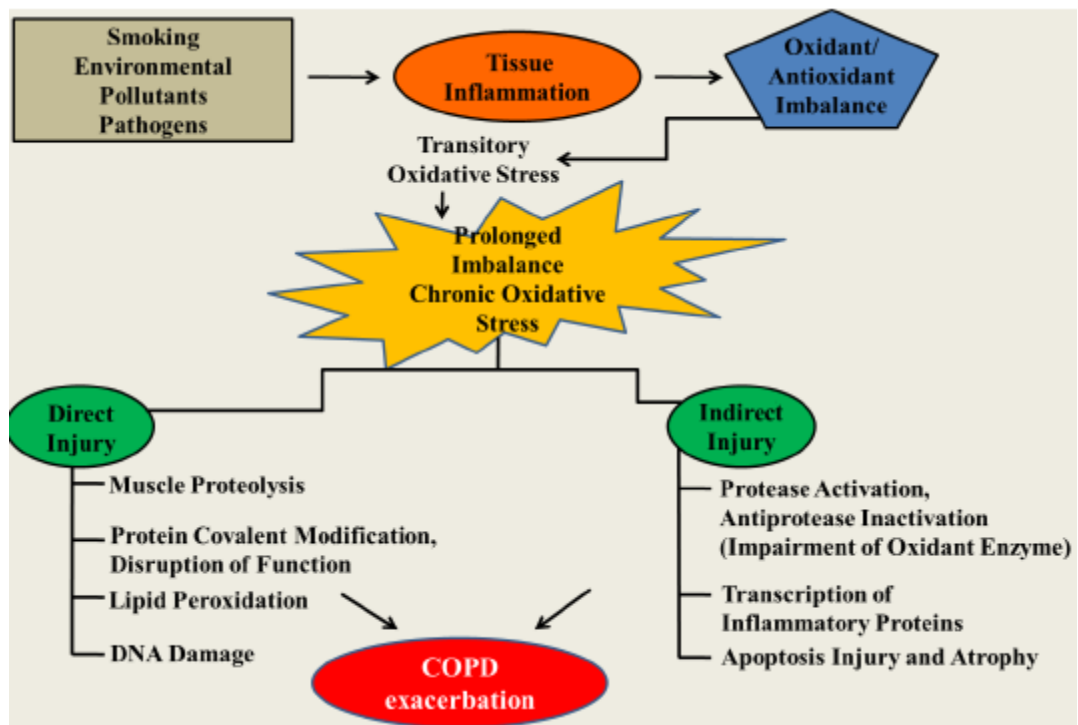 Smoking
Environmental
Pollutants
Pathogens
Tissue
Inflammation
Oxidant/
Antioxidant
Imbalance
Transitory
Oxidative Stress
Prolonged
Imbalance
Chronic Oxidative
Stress
Direct
Injury
Muscle Proteolysis
Protein Covalent Modification,
Disruption of Function
Lipid Peroxidation
DNA Damage
Indirect
Injury
Protease Activation,
Antiprotease Inactivation
(Impairment of Oxidant Enzyme)
Transcription of
Inflammatory Proteins
Apoptosis Injury and Atrophy
COPD
exacerbation